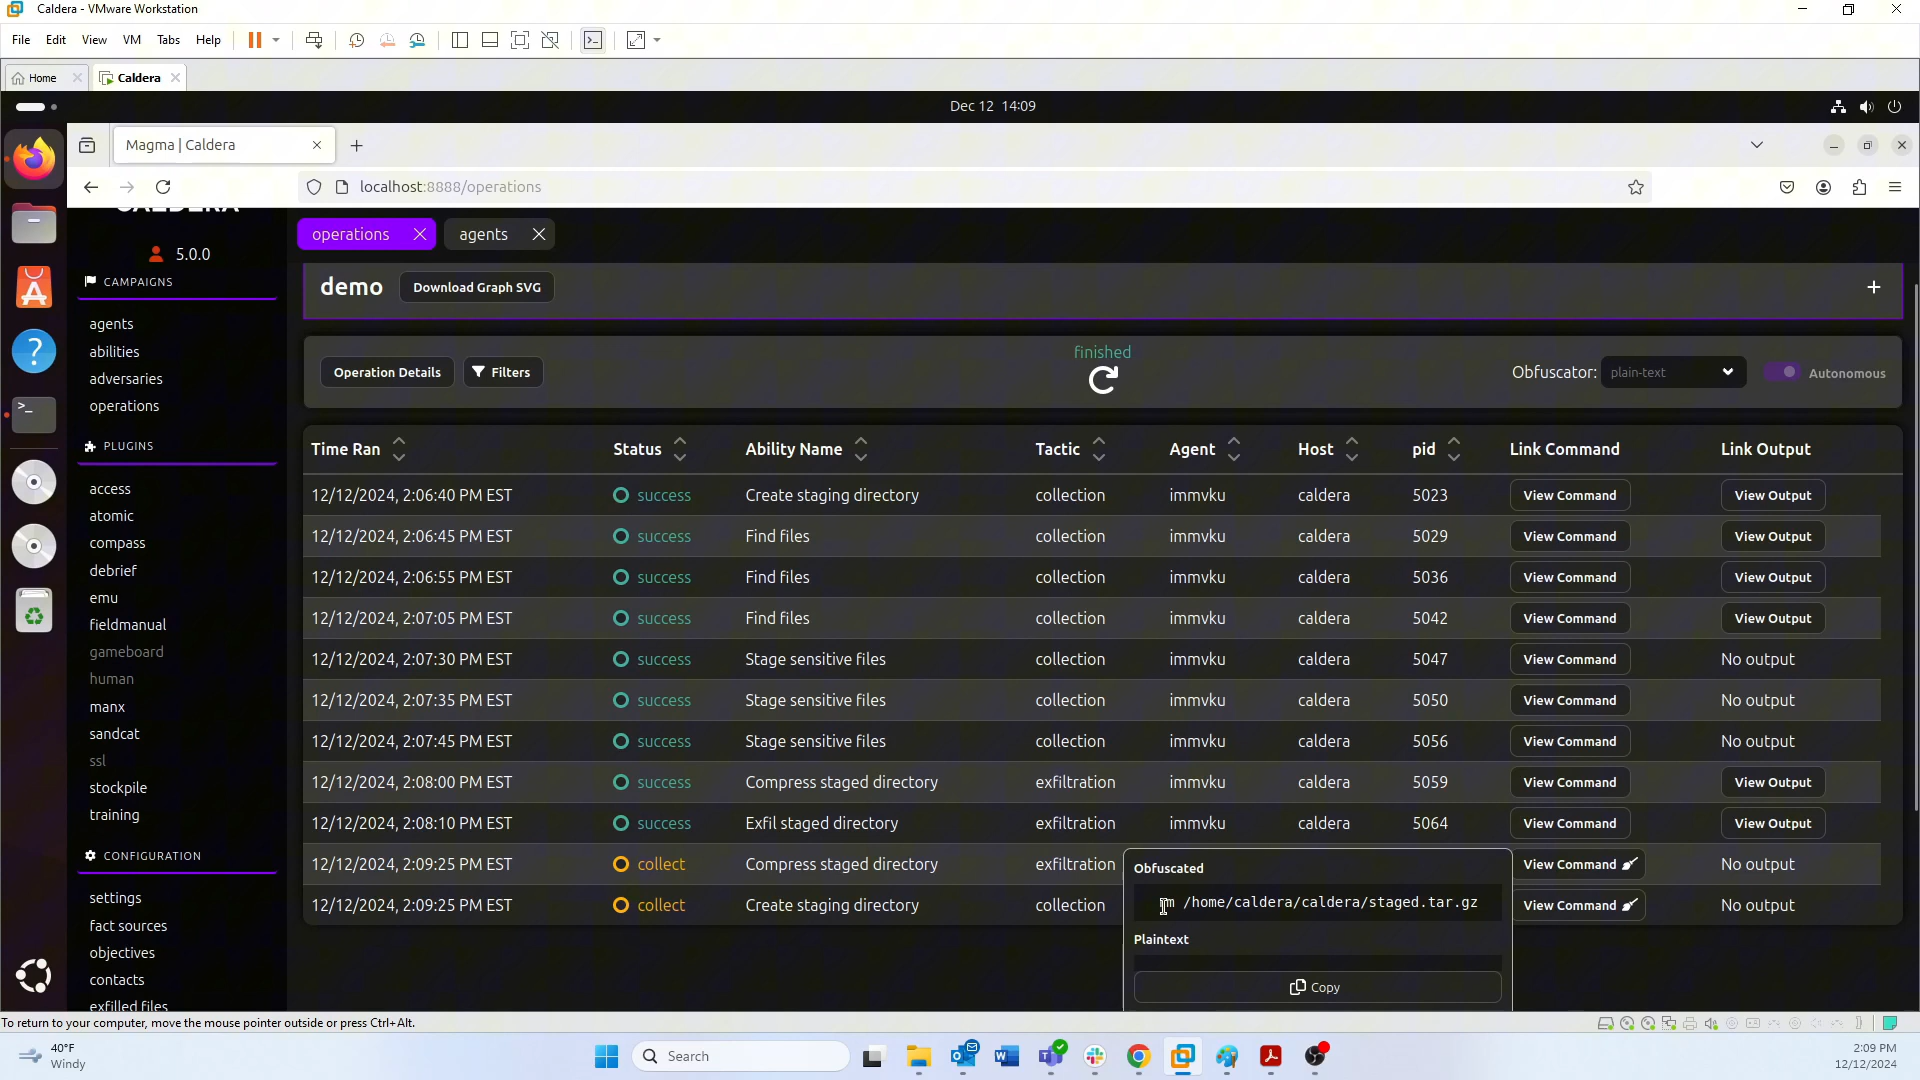 Caldera - VMware Workstation
File Edit View VM Tabs Help
Home Caldera
Dec 12 14:09
Magma | Caldera
localhost:8888/operations
CALDERA
operations agents
5.0.0
CAMPAIGNS
agents
abilities
adversaries
operations
PLUGINS
access
atomic
compass
debrief
emu
fieldmanual
gameboard
human
manx
sandcat
ssl
stockpile
training
CONFIGURATION
settings
fact sources
objectives
contacts
exfilled files
demo Download Graph SVG +
Operation Details Filters finished Obfuscator: plain-text Autonomous
Time Ran Status Ability Name Tactic Agent Host pid Link Command Link Output
12/12/2024, 2:06:40 PM EST success Create staging directory collection immvku caldera 5023 View Command View Output
12/12/2024, 2:06:45 PM EST success Find files collection immvku caldera 5029 View Command View Output
12/12/2024, 2:06:55 PM EST success Find files collection immvku caldera 5036 View Command View Output
12/12/2024, 2:07:05 PM EST success Find files collection immvku caldera 5042 View Command View Output
12/12/2024, 2:07:30 PM EST success Stage sensitive files collection immvku caldera 5047 View Command No output
12/12/2024, 2:07:35 PM EST success Stage sensitive files collection immvku caldera 5050 View Command No output
12/12/2024, 2:07:45 PM EST success Stage sensitive files collection immvku caldera 5056 View Command No output
12/12/2024, 2:08:00 PM EST success Compress staged directory exfiltration immvku caldera 5059 View Command View Output
12/12/2024, 2:08:10 PM EST success Exfil staged directory exfiltration immvku caldera 5064 View Command View Output
12/12/2024, 2:09:25 PM EST collect Compress staged directory exfiltration View Command No output
12/12/2024, 2:09:25 PM EST collect Create staging directory collection View Command No output
Obfuscated
/home/caldera/caldera/staged.tar.gz
Plaintext
Copy
To return to your computer, move the mouse pointer outside or press Ctrl+Alt.
40°F
Windy
Search
2:09 PM
12/12/2024